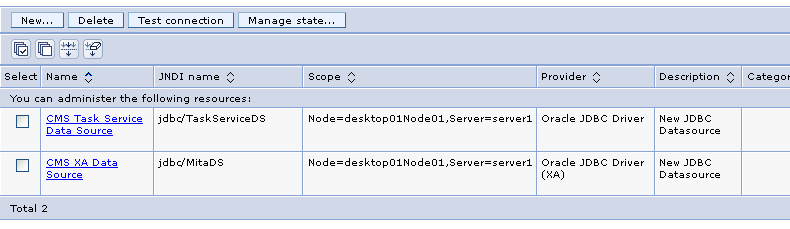 New... Delete Test connection Manage state...
Select Name JNDI name Scope Provider Description Categor
You can administer the following resources:
CMS Task Service jdbc/TaskServiceDS Node=desktop01Node01,Server=server1 Oracle JDBC Driver New JDBC
Data Source Datasource
CMS XA Data jdbc/MitaDS Node=desktop01Node01,Server=server1 Oracle JDBC Driver New JDBC
Source (XA) Datasource
Total 2